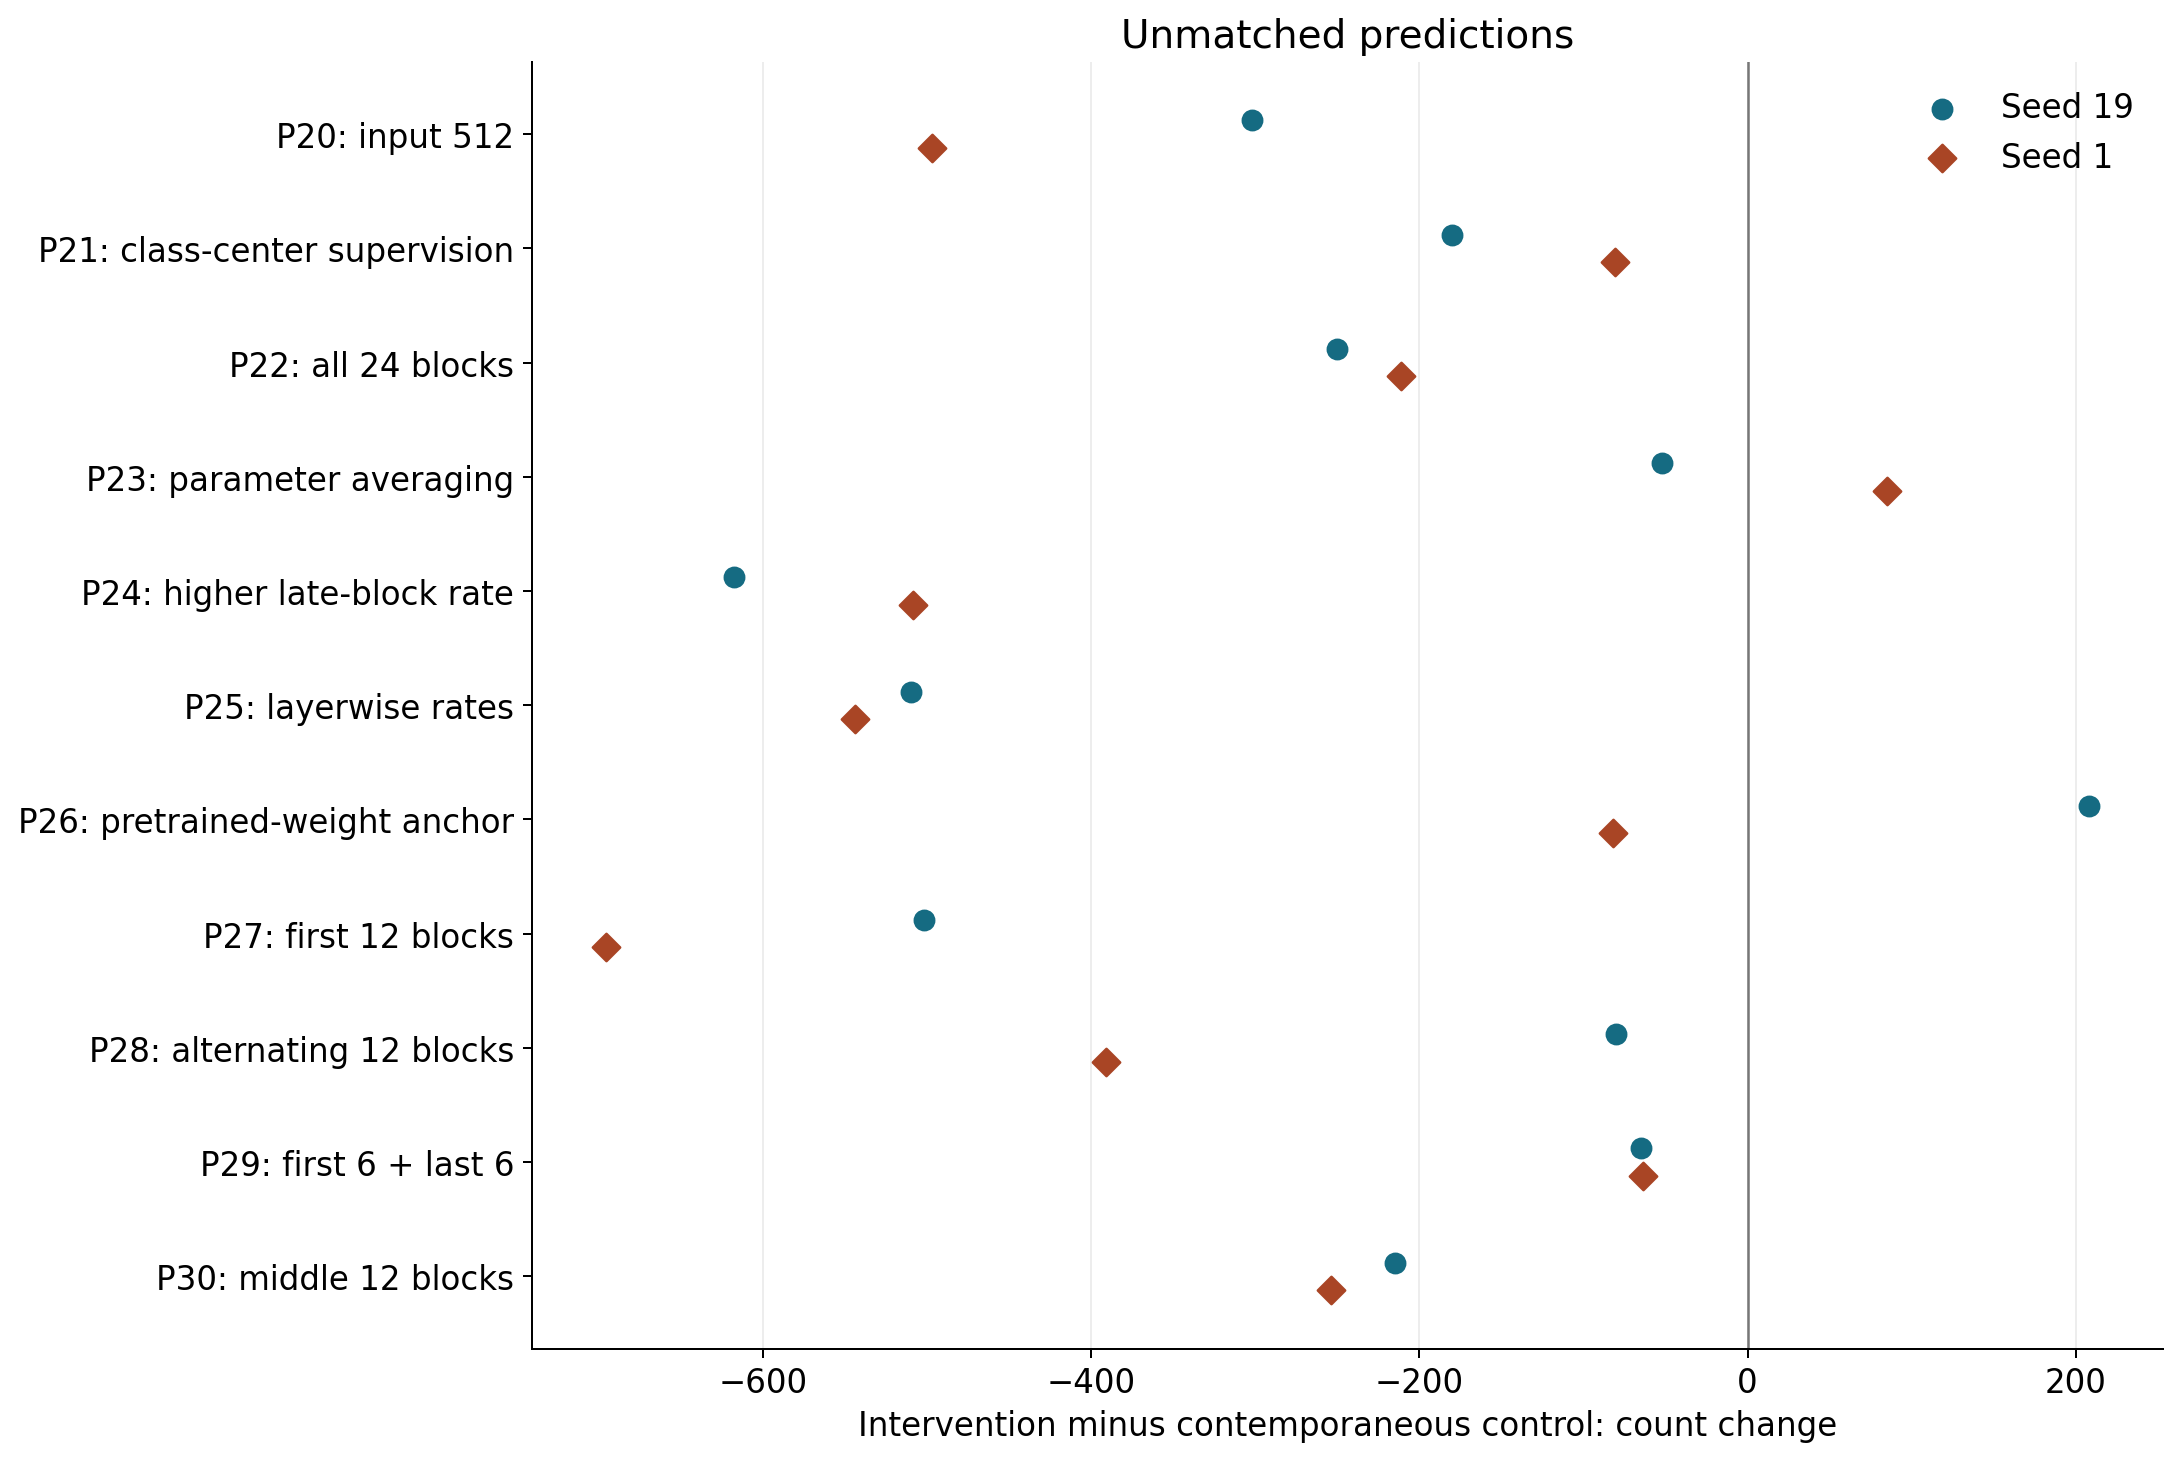 Unmatched predictions
Seed 19
Seed 1
P20: input 512
P21: class-center supervision
P22: all 24 blocks
P23: parameter averaging
P24: higher late-block rate
P25: layerwise rates
P26: pretrained-weight anchor
P27: first 12 blocks
P28: alternating 12 blocks
P29: first 6 + last 6
P30: middle 12 blocks
−600 −400 −200 0 200
Intervention minus contemporaneous control: count change